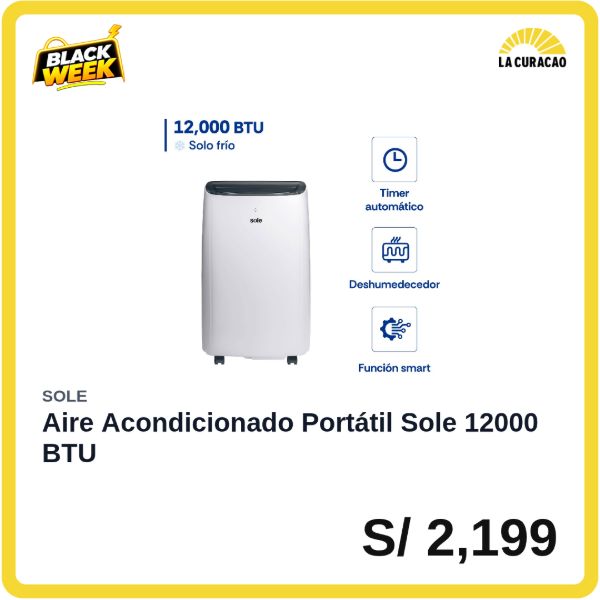 BLACK
WEEK
LA CURACAO
12,000 BTU
Solo frío
sole
Timer
automático
Deshumedecedor
Función smart
SOLE
Aire Acondicionado Portátil Sole 12000
BTU
S/ 2,199